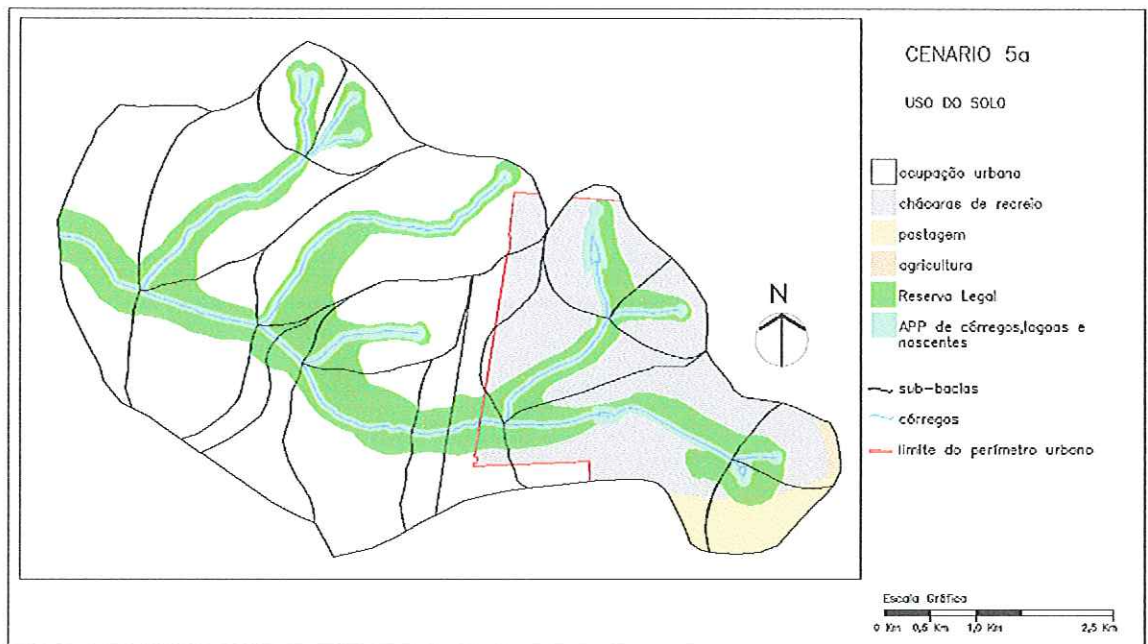 CENARIO 5a
USO DO SOLO
ocupação urbana
chácaras de recreio
pastagem
agricultura
Reserva Legal
APP de córregos,lagoas e
nascentes
sub-bacias
córregos
limite do perímetro urbano
N
Escala Gráfica
0 Km 0,5 Km 1,0 Km 2,5 Km